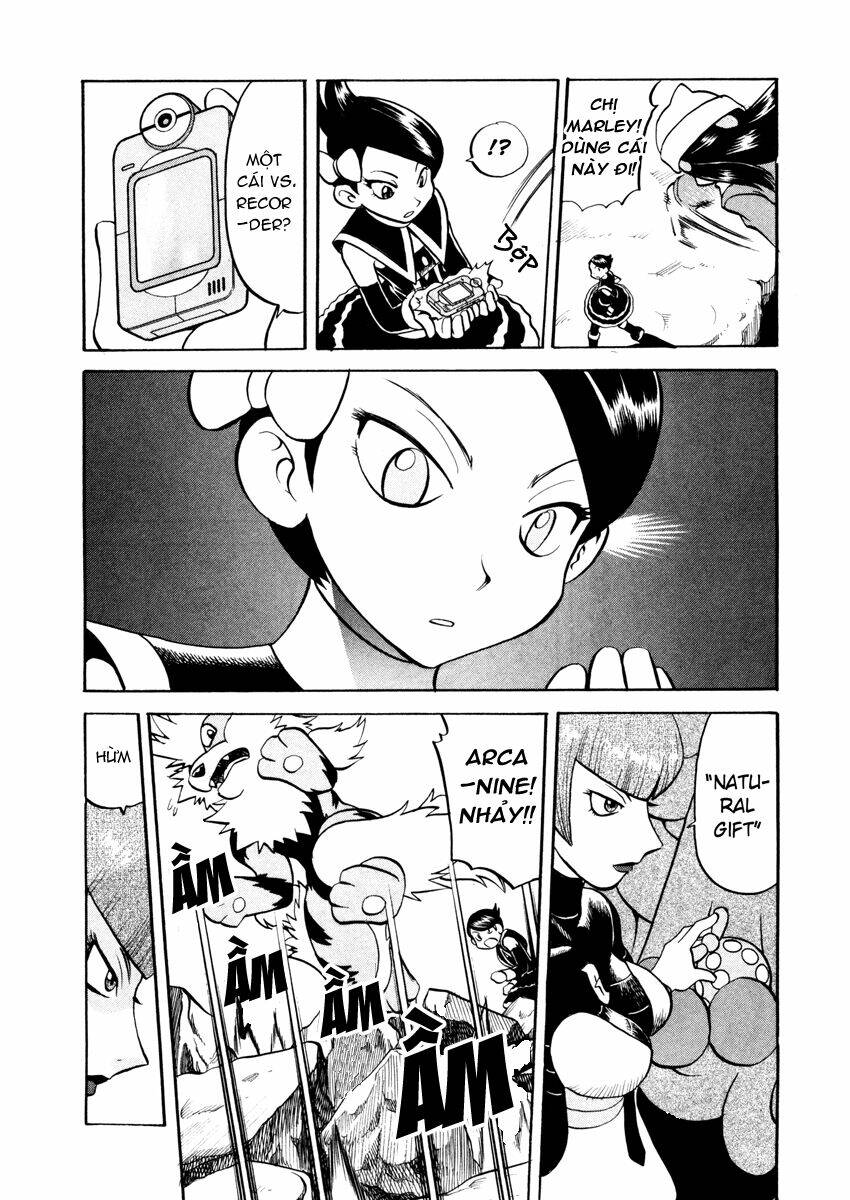 CHỊ
MARLEY!
DÙNG CÁI
NÀY ĐI!
!?
BỘP
MỘT
CÁI VS.
RECOR
-DER?
"NATU-
RAL
GIFT"
ARCA
-NINE!
NHẢY!!
ẦM
ẦM
ẦM
ẦM
HỪM